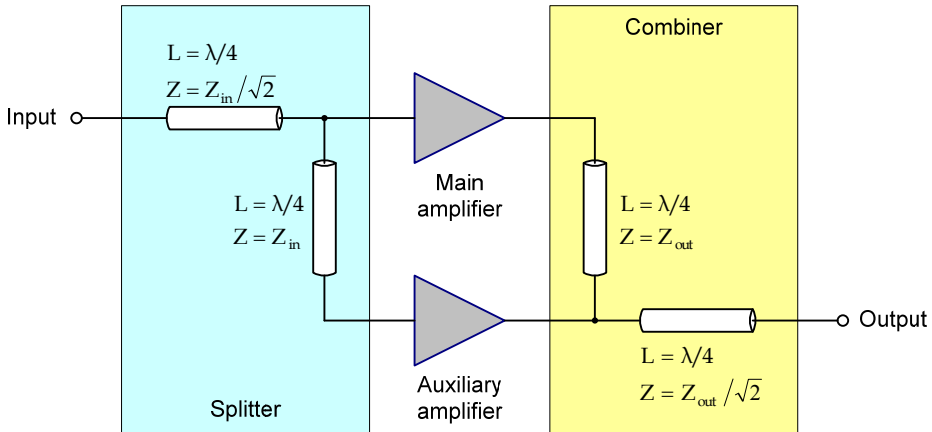 Combiner
L = λ/4
Z = Z_in/√2
Input
Main
amplifier
L = λ/4
Z = Z_in
L = λ/4
Z = Z_out
Output
Auxiliary
amplifier
L = λ/4
Z = Z_out/√2
Splitter